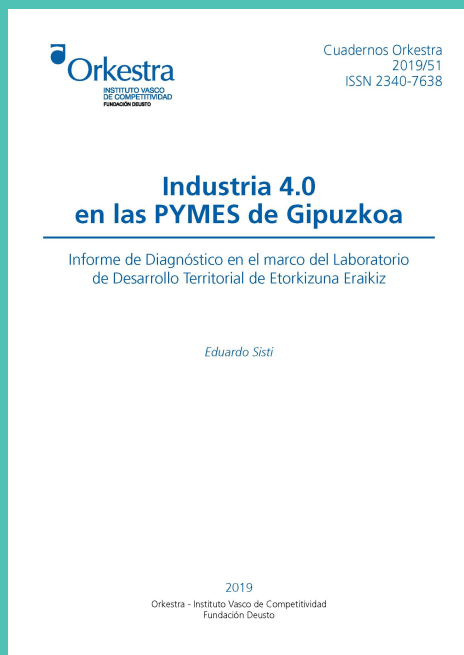 Orkestra
INSTITUTO VASCO
DE COMPETITIVIDAD
FUNDACIÓN DEUSTO
Cuadernos Orkestra
2019/51
ISSN 2340-7638
Industria 4.0
en las PYMES de Gipuzkoa
Informe de Diagnóstico en el marco del Laboratorio
de Desarrollo Territorial de Etorkizuna Eraikiz
Eduardo Sisti
2019
Orkestra - Instituto Vasco de Competitividad
Fundación Deusto